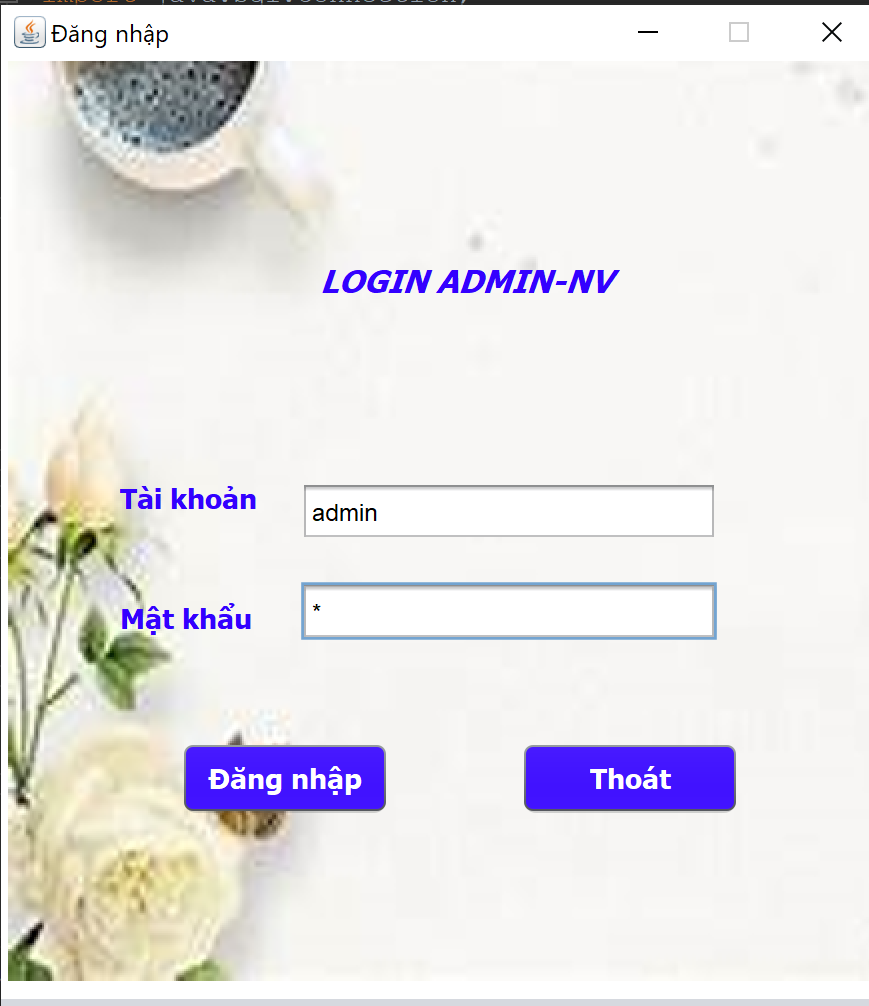 Đăng nhập
LOGIN ADMIN-NV
Tài khoản
admin
Mật khẩu
*
Đăng nhập
Thoát